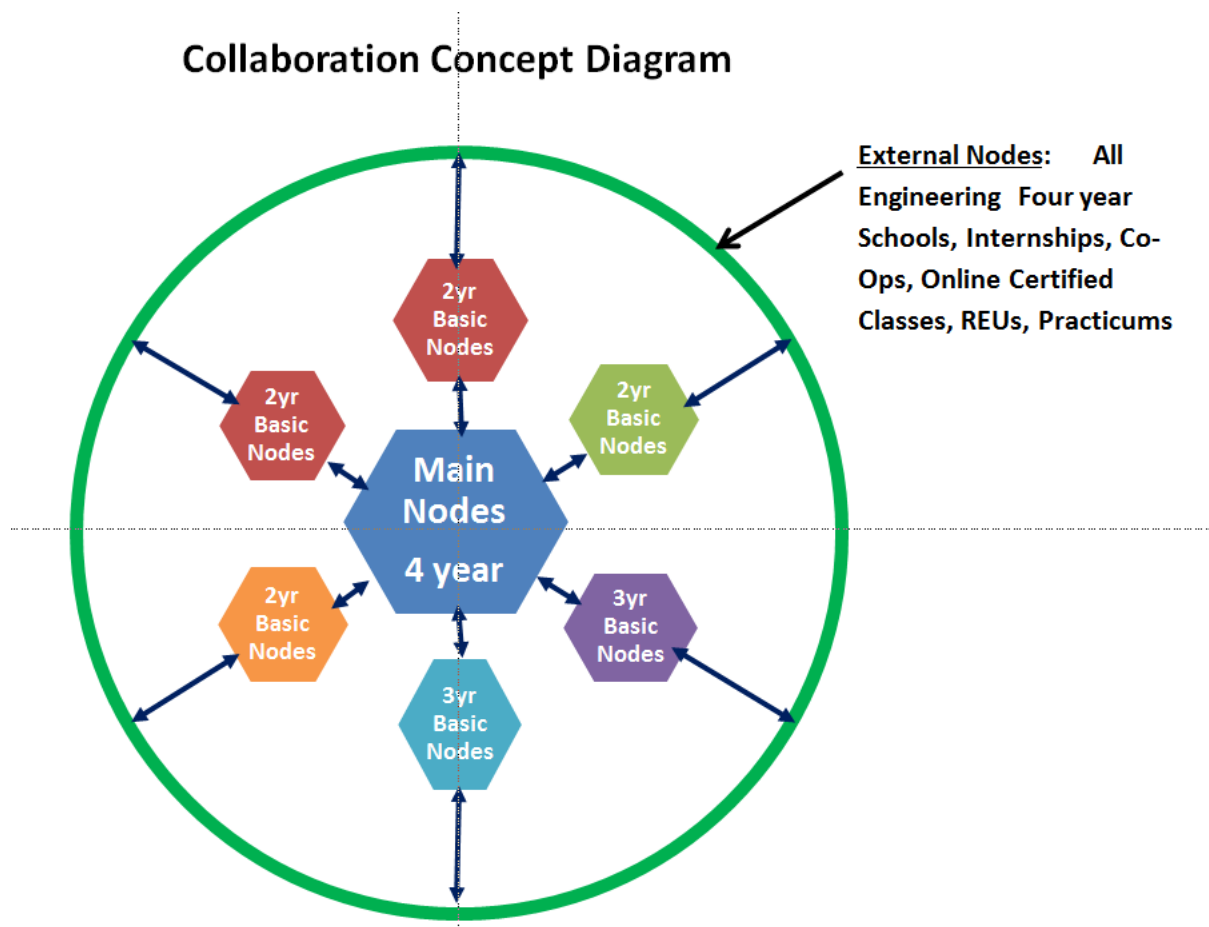 Collaboration Concept Diagram
External Nodes: All
Engineering Four year
Schools, Internships, Co-
Ops, Online Certified
Classes, REUs, Practicums
2yr
Basic
Nodes
2yr
Basic
Nodes
2yr
Basic
Nodes
Main
Nodes
4 year
2yr
Basic
Nodes
3yr
Basic
Nodes
3yr
Basic
Nodes